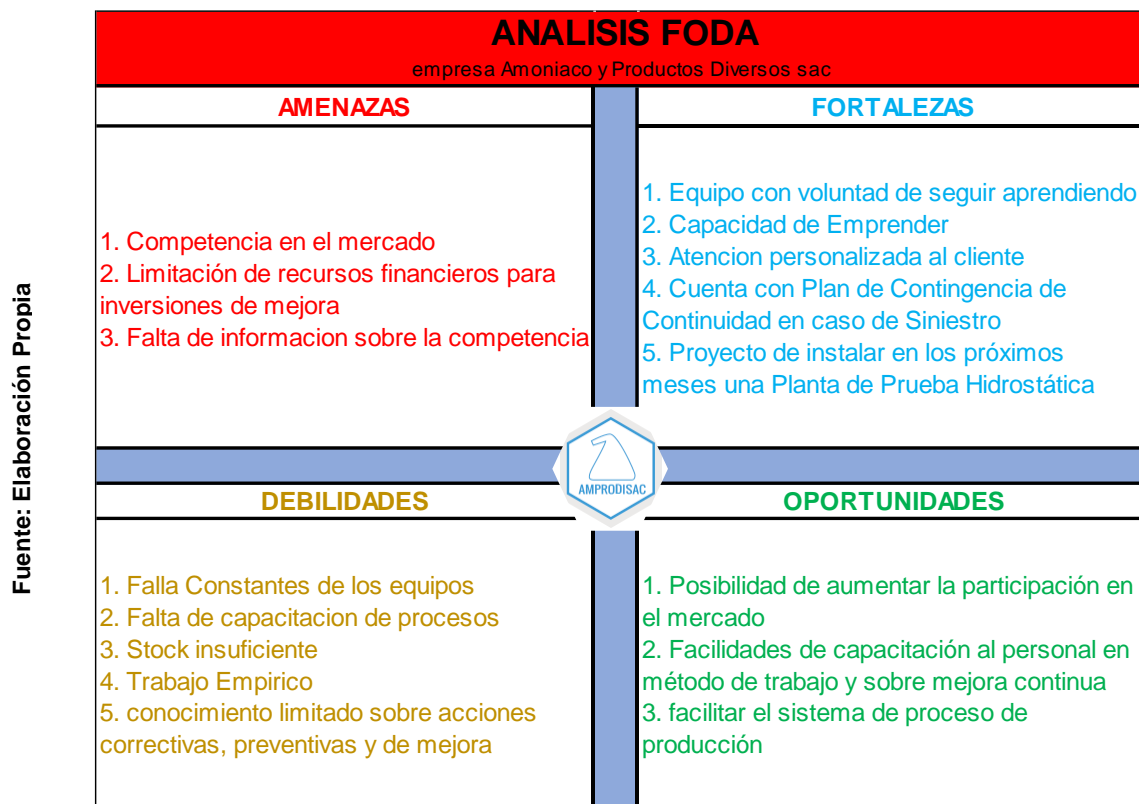 ANALISIS FODA
empresa Amoniaco y Productos Diversos sac
AMENAZAS
1. Competencia en el mercado
2. Limitación de recursos financieros para
inversiones de mejora
3. Falta de informacion sobre la competencia
FORTALEZAS
1. Equipo con voluntad de seguir aprendiendo
2. Capacidad de Emprender
3. Atencion personalizada al cliente
4. Cuenta con Plan de Contingencia de
Continuidad en caso de Siniestro
5. Proyecto de instalar en los próximos
meses una Planta de Prueba Hidrostática
AMPRODISAC
DEBILIDADES
1. Falla Constantes de los equipos
2. Falta de capacitacion de procesos
3. Stock insuficiente
4. Trabajo Empirico
5. conocimiento limitado sobre acciones
correctivas, preventivas y de mejora
OPORTUNIDADES
1. Posibilidad de aumentar la participación en
el mercado
2. Facilidades de capacitación al personal en
método de trabajo y sobre mejora continua
3. facilitar el sistema de proceso de
producción
Fuente: Elaboración Propia